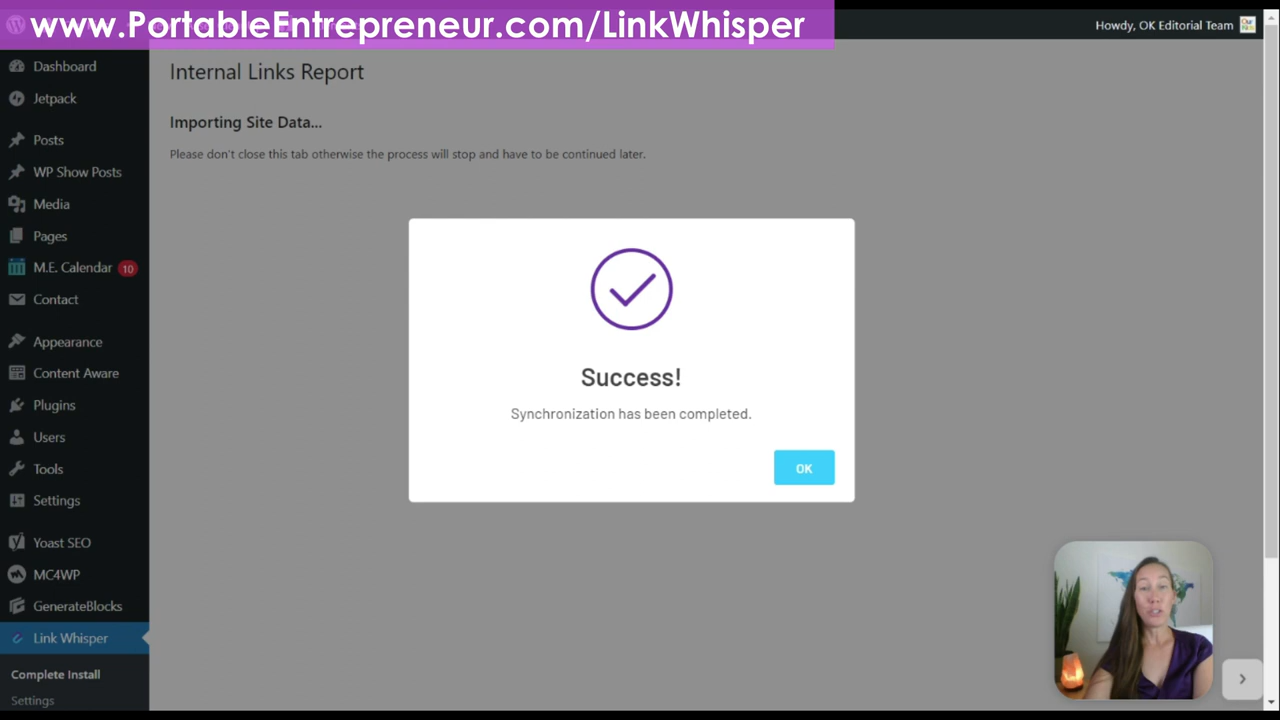 www.PortableEntrepreneur.com/LinkWhisper
Howdy, OK Editorial Team
Dashboard
Jetpack
Posts
WP Show Posts
Media
Pages
M.E. Calendar 10
Contact
Appearance
Content Aware
Plugins
Users
Tools
Settings
Yoast SEO
MC4WP
GenerateBlocks
Link Whisper
Complete Install
Settings
Internal Links Report
Importing Site Data...
Please don't close this tab otherwise the process will stop and have to be continued later.
Success!
Synchronization has been completed.
OK